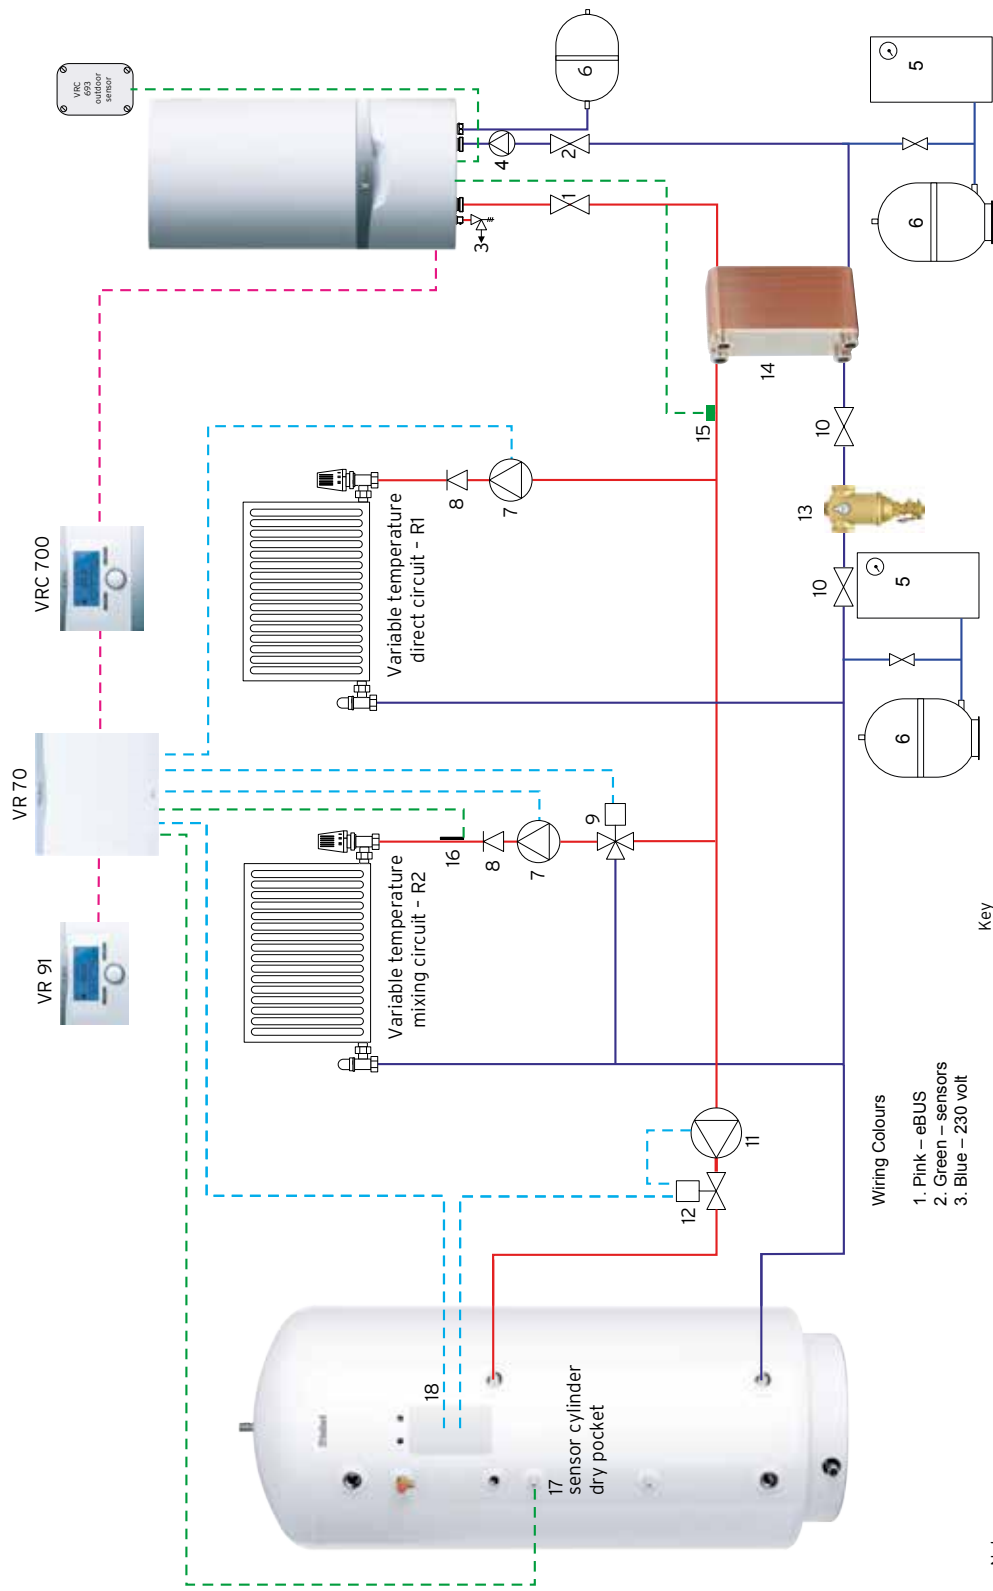 VRC
693
outdoor
sensor
VRC 700
VR 70
VR 91
6
4
2
1
3
5
6
14
15
10
13
10
5
6
8
7
Variable temperature
direct circuit - R1
9
16
8
7
Variable temperature
mixing circuit - R2
11
12
18
17
sensor cylinder
dry pocket
Wiring Colours
1. Pink – eBUS
2. Green – sensors
3. Blue – 230 volt
Key